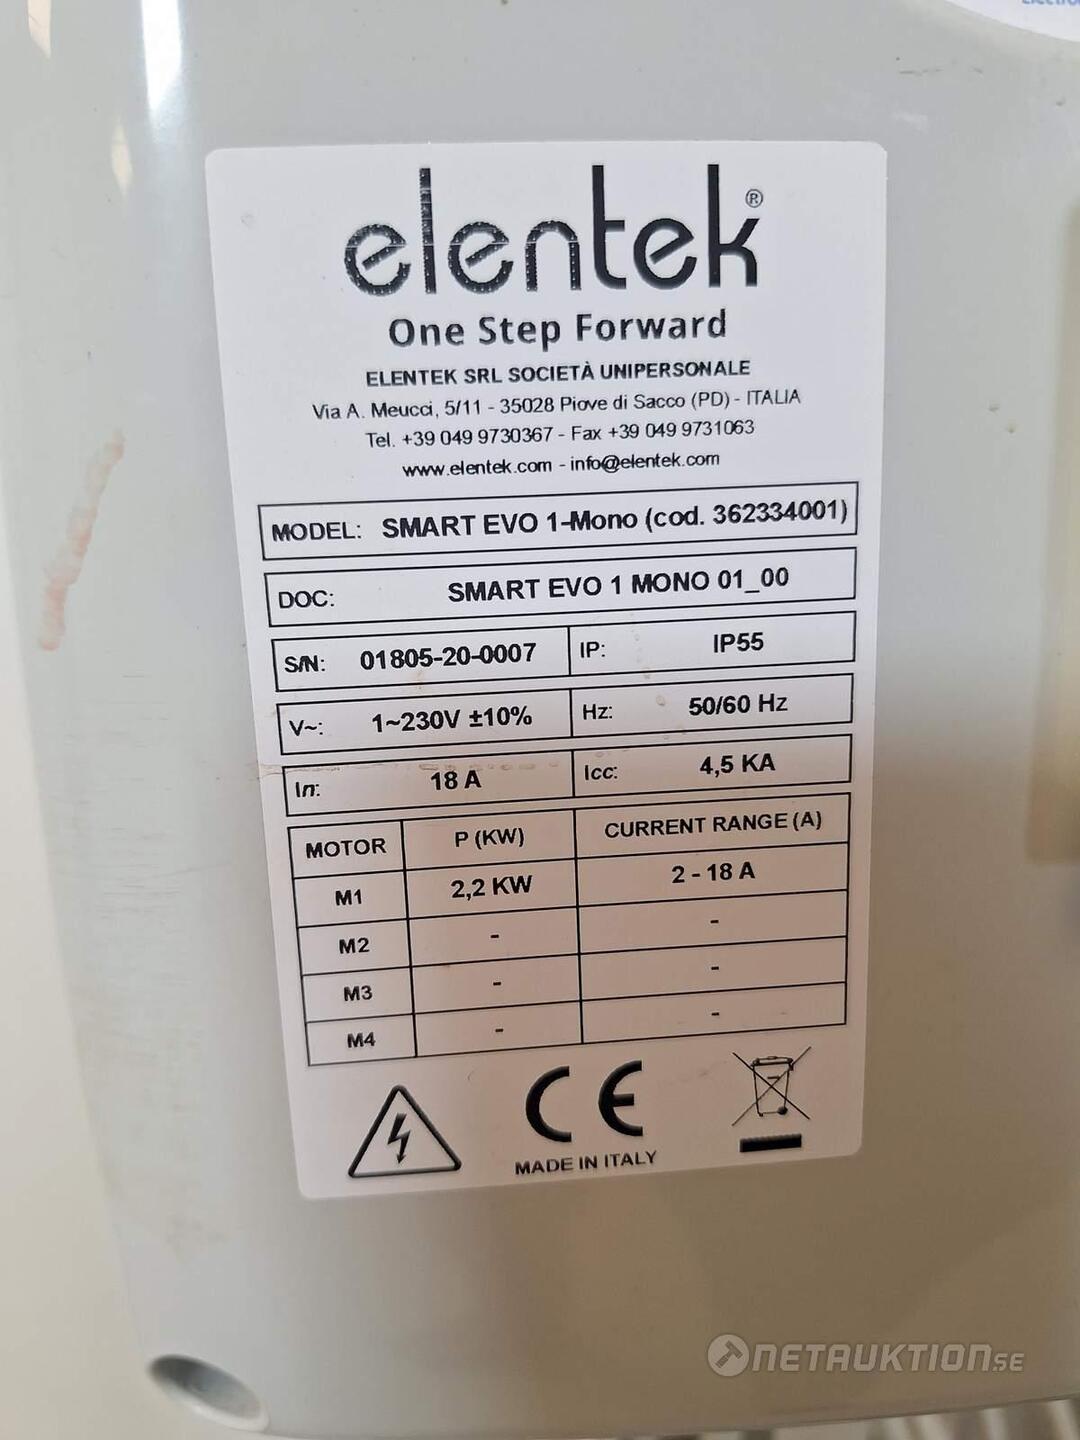 elentek®
One Step Forward
ELENTEK SRL SOCIETÀ UNIPERSONALE
Via A. Meucci, 5/11 - 35028 Piove di Sacco (PD) - ITALIA
Tel. +39 049 9730367 - Fax +39 049 9731063
www.elentek.com - info@elentek.com
MODEL: SMART EVO 1-Mono (cod. 362334001)
DOC: SMART EVO 1 MONO 01_00
S/N: 01805-20-0007 IP: IP55
V~: 1~230V ±10% Hz: 50/60 Hz
In: 18 A Icc: 4,5 KA
MOTOR P (KW) CURRENT RANGE (A)
M1 2,2 KW 2 - 18 A
M2 - -
M3 - -
M4 - -
CE
MADE IN ITALY
NETAUKTION.SE